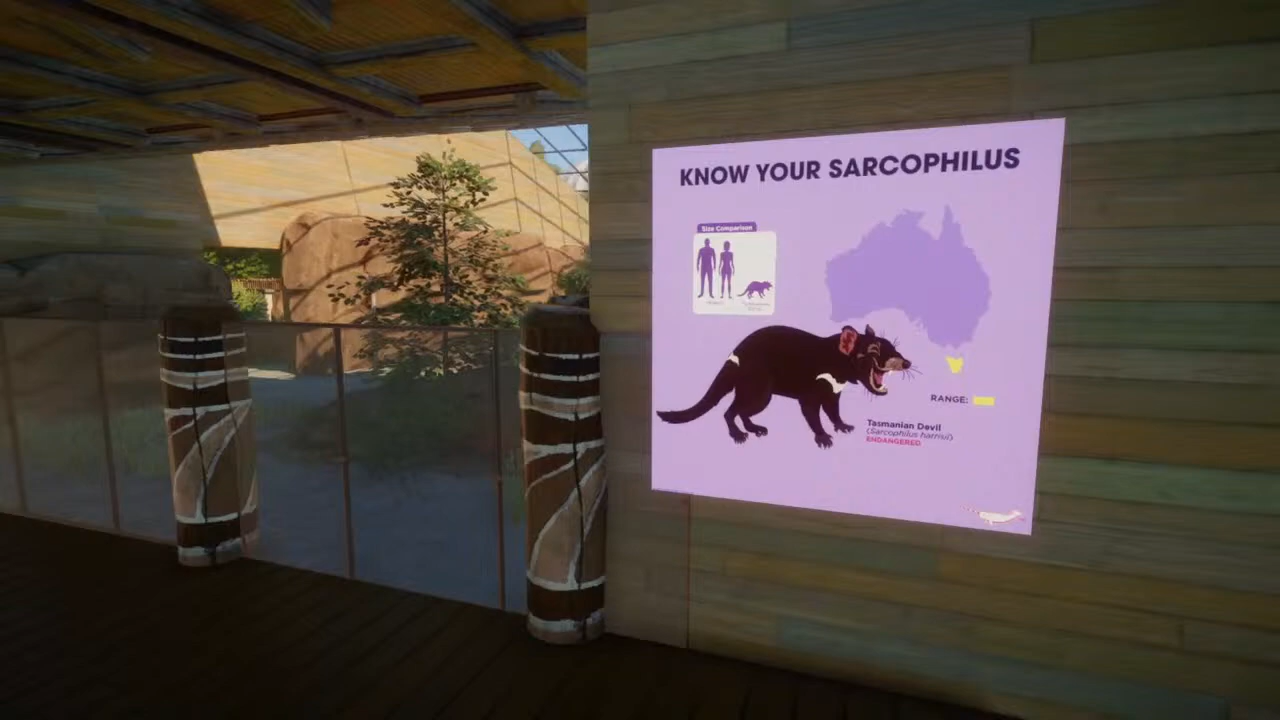 KNOW YOUR SARCOPHILUS
Size Comparison
RANGE:
Tasmanian Devil
(Sarcophilus harrisii)
ENDANGERED